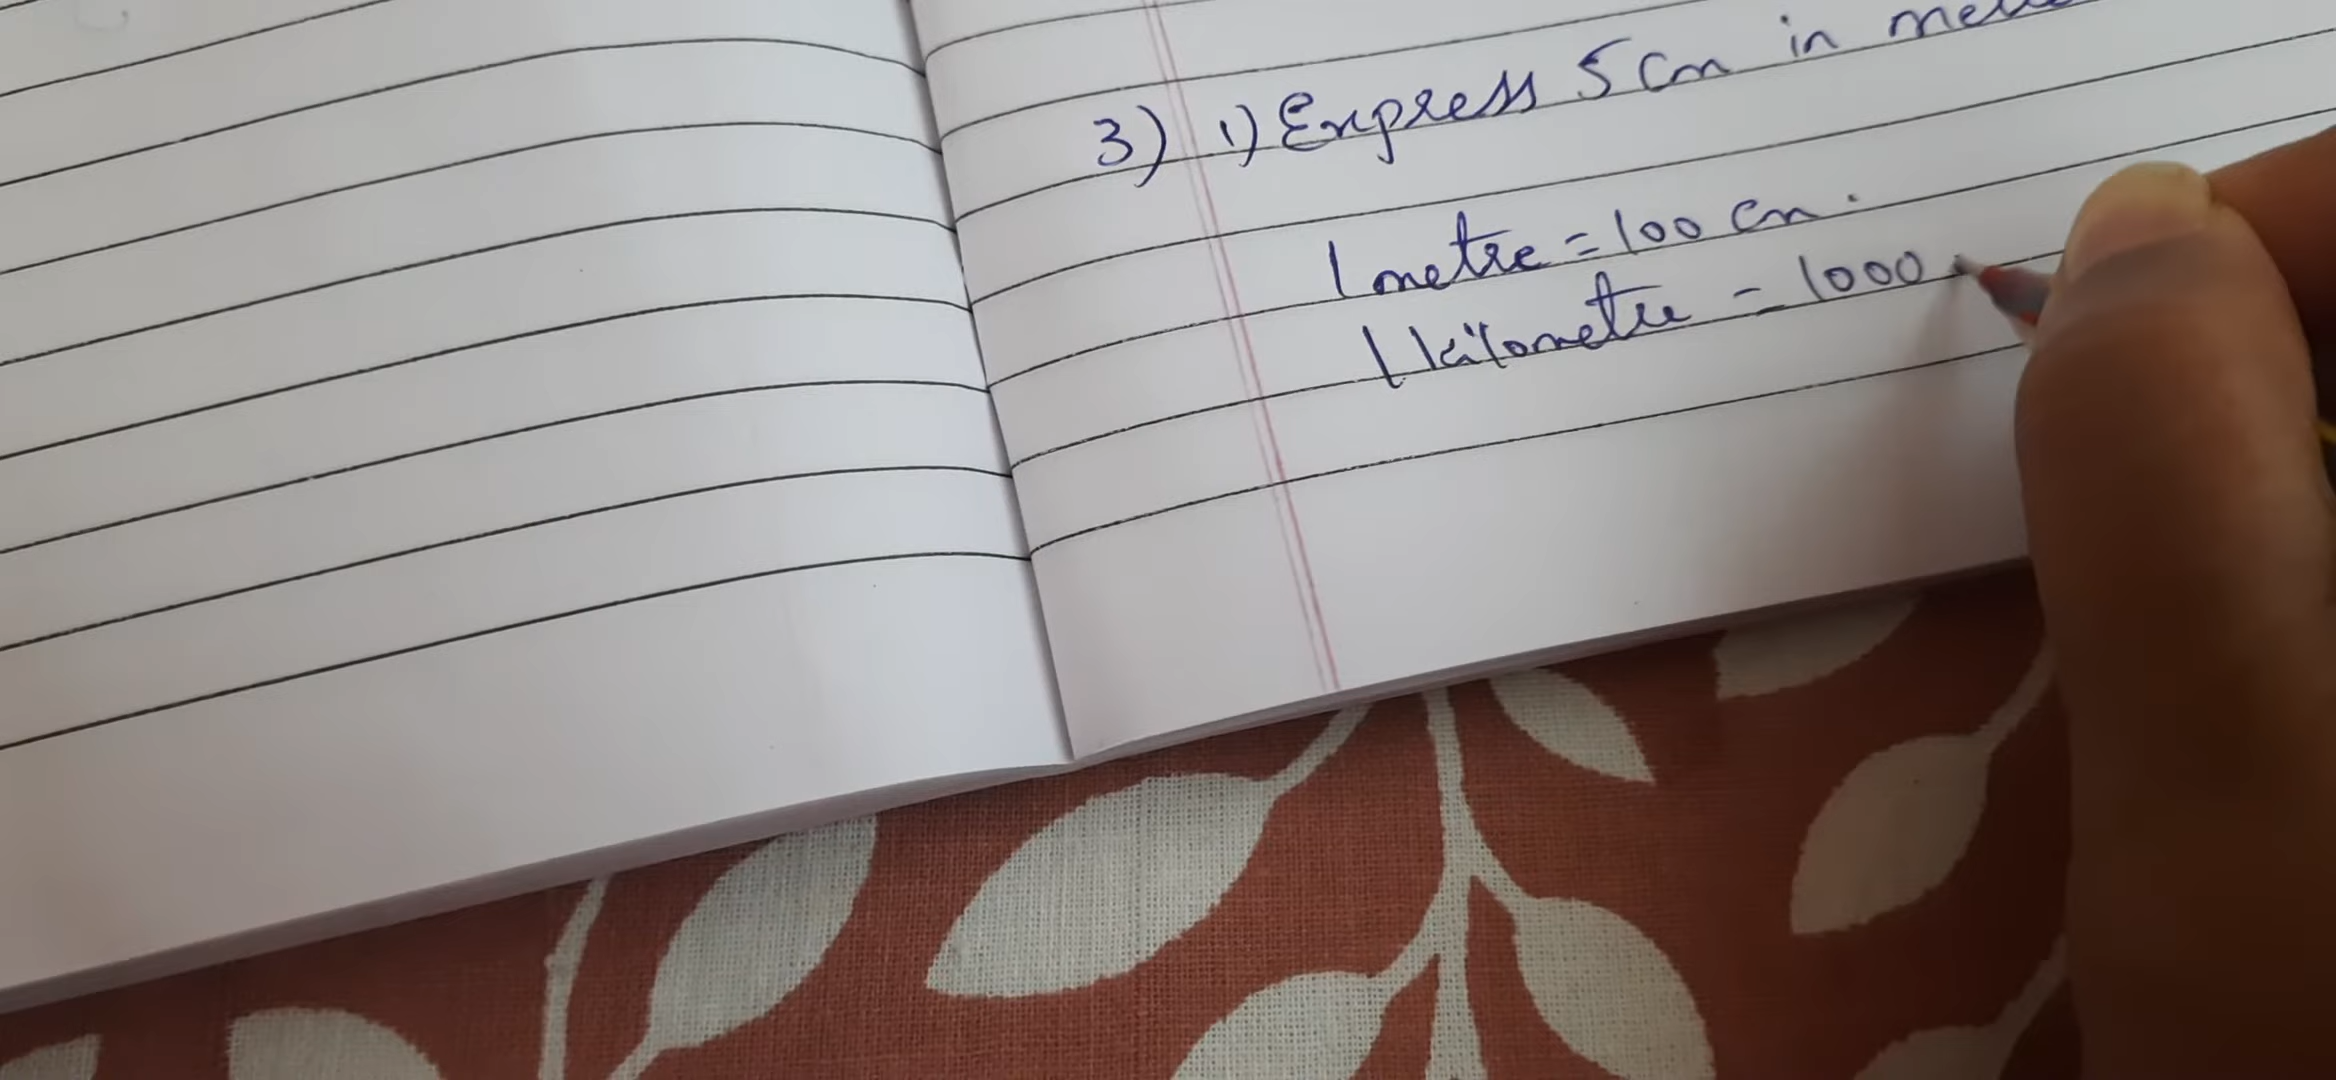 3) 1) Express 5 cm in
1 metre = 100 cm.
1 kilometre = 1000